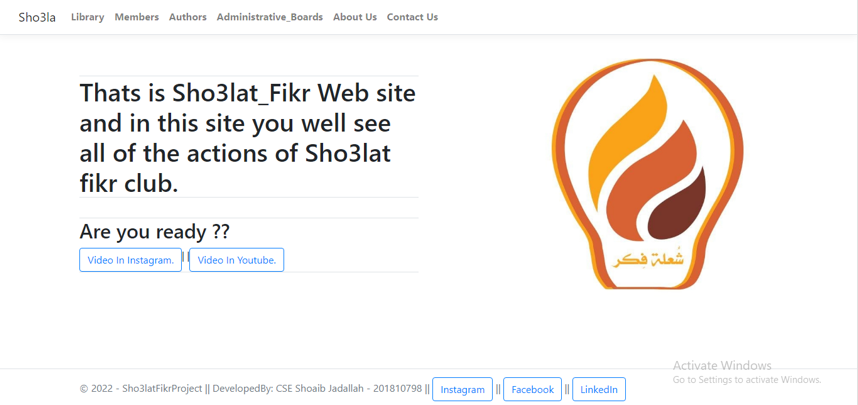 Sho3la Library Members Authors Administrative_Boards About Us Contact Us
Thats is Sho3lat_Fikr Web site
and in this site you well see
all of the actions of Sho3lat
fikr club.
Are you ready ??
Video In Instagram. || Video In Youtube.
شُعلة فِكر
Activate Windows
Go to Settings to activate Windows.
© 2022 - Sho3latFikrProject || DevelopedBy: CSE Shoaib Jadallah - 201810798 || Instagram || Facebook || LinkedIn